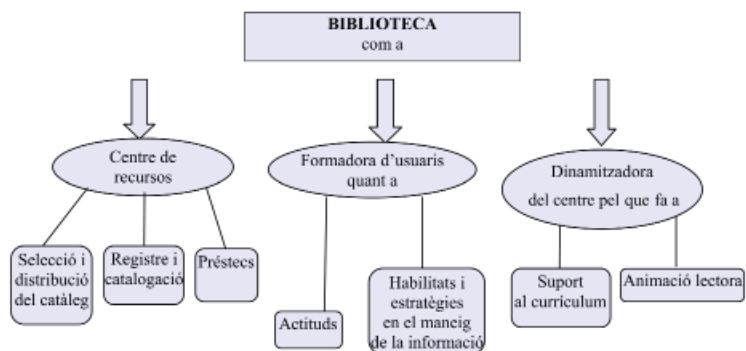 BIBLIOTECA
com a
Centre de
recursos
Formadora d’usuaris
quant a
Dinamitzadora
del centre pel que fa a
Selecció i
distribució
del catàleg
Registre i
catalogació
Préstecs
Actituds
Habilitats i
estratègies
en el maneig
de la informació
Suport
al currículum
Animació lectora